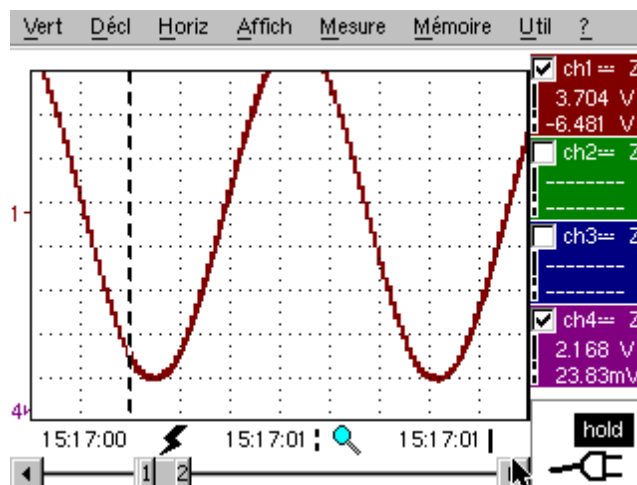 Vert Décl Horiz Affich Mesure Mémoire Util ?
ch1 Z
3.704 V
-6.481 V
ch2 Z
--------
--------
ch3 Z
--------
--------
ch4 Z
2.168 V
23.83mV
1
4
15:17:00 15:17:01 15:17:01
hold
1 2